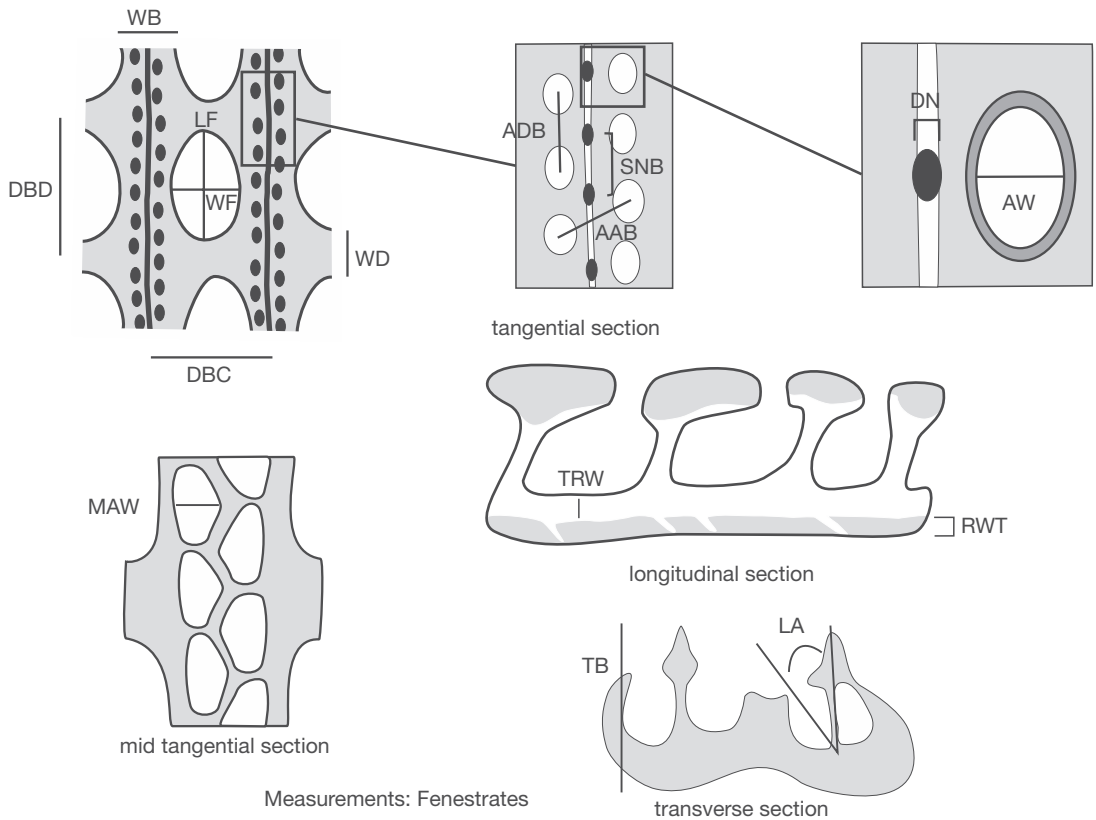 WB
LF
WF
DBD
WD
DBC
ADB
SNB
AAB
tangential section
DN
AW
TRW
RWT
longitudinal section
MAW
mid tangential section
LA
TB
transverse section
Measurements: Fenestrates